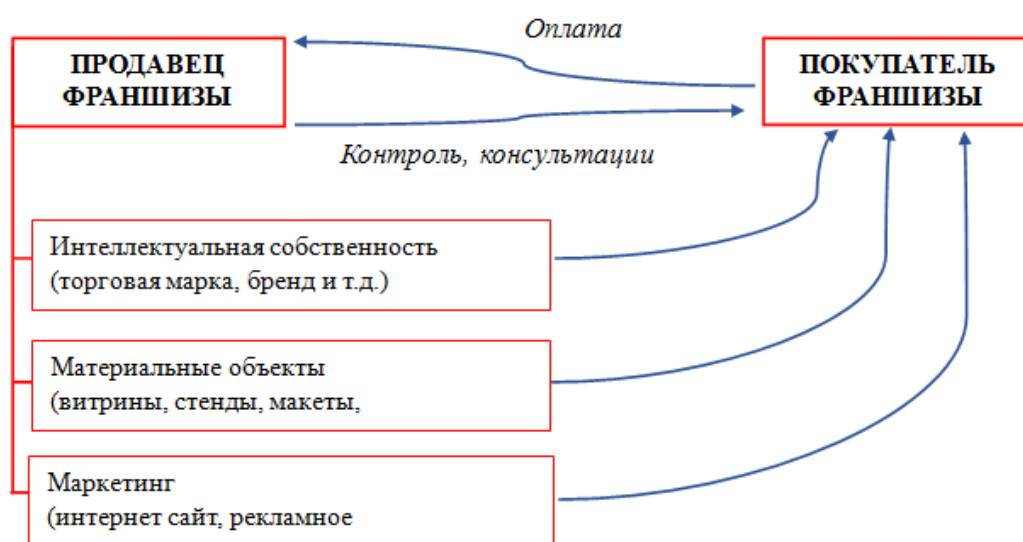 Оплата
ПРОДАВЕЦ
ФРАНШИЗЫ
ПОКУПАТЕЛЬ
ФРАНШИЗЫ
Контроль, консультации
Интеллектуальная собственность
(торговая марка, бренд и т.д.)
Материальные объекты
(витрины, стенды, макеты,
Маркетинг
(интернет сайт, рекламное